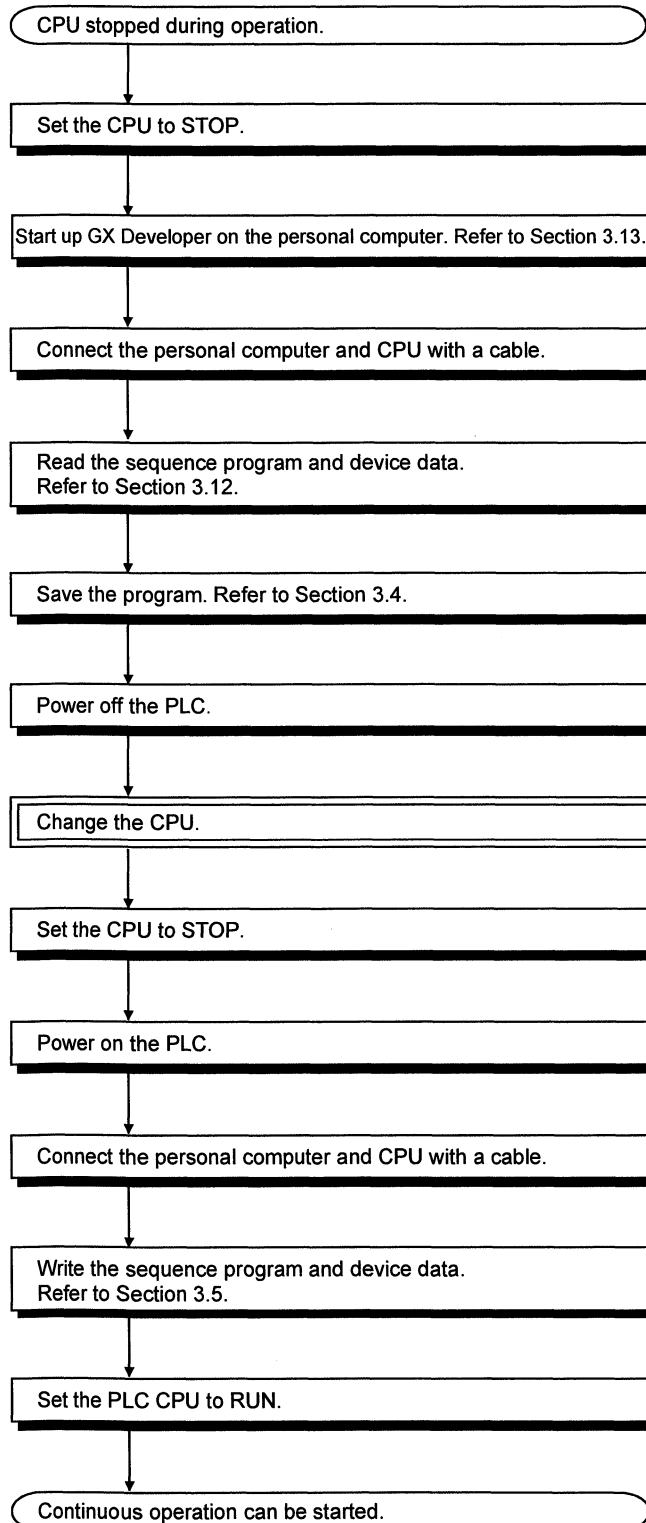 CPU stopped during operation.
Set the CPU to STOP.
Start up GX Developer on the personal computer. Refer to Section 3.13.
Connect the personal computer and CPU with a cable.
Read the sequence program and device data.
Refer to Section 3.12.
Save the program. Refer to Section 3.4.
Power off the PLC.
Change the CPU.
Set the CPU to STOP.
Power on the PLC.
Connect the personal computer and CPU with a cable.
Write the sequence program and device data.
Refer to Section 3.5.
Set the PLC CPU to RUN.
Continuous operation can be started.